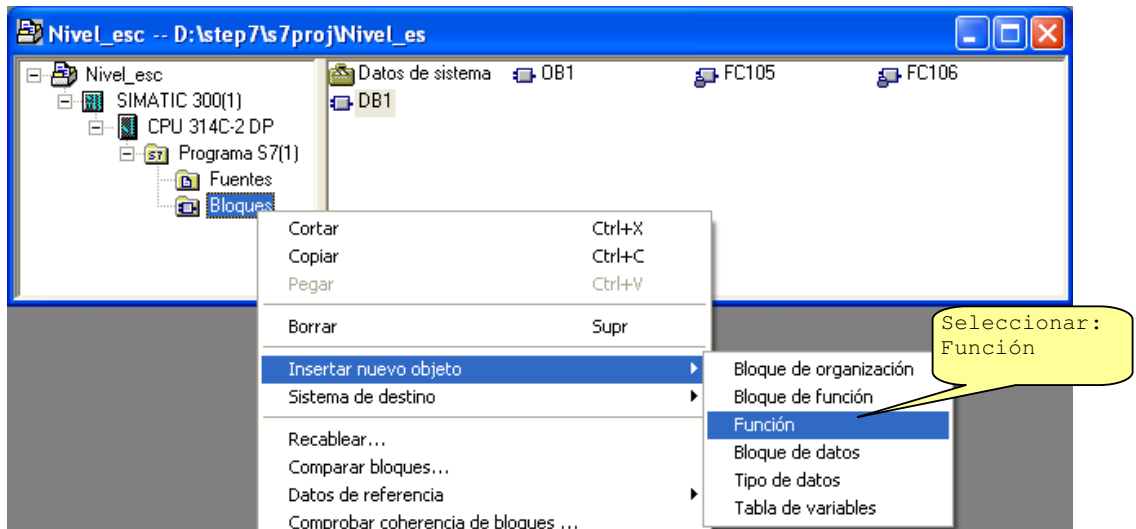 Nivel_esc -- D:\step7\s7proj\Nivel_es
Nivel_esc
SIMATIC 300(1)
CPU 314C-2 DP
Programa S7(1)
Fuentes
Bloques
Datos de sistema OB1 FC105 FC106
DB1
Cortar Ctrl+X
Copiar Ctrl+C
Pegar Ctrl+V
Borrar Supr
Insertar nuevo objeto
Sistema de destino
Recablear...
Comparar bloques...
Datos de referencia
Comprobar coherencia de bloques ...
Bloque de organización
Bloque de función
Función
Bloque de datos
Tipo de datos
Tabla de variables
Seleccionar:
Función